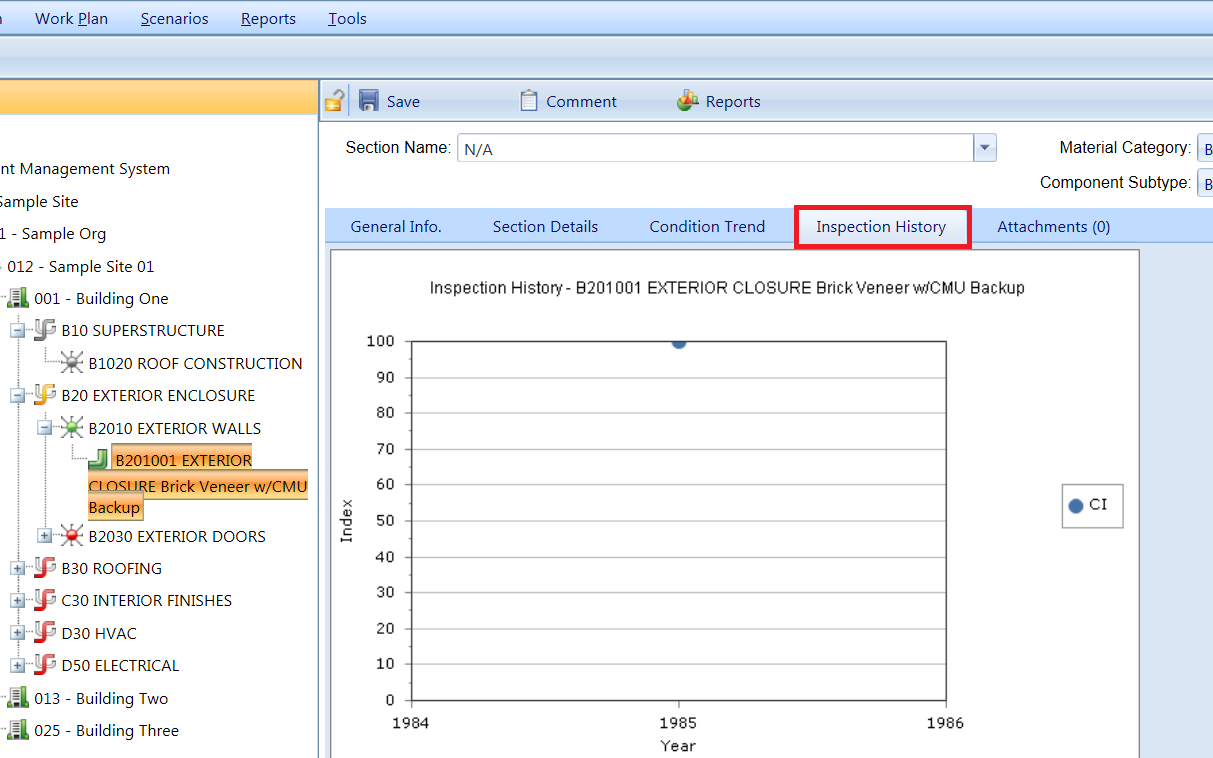 Work Plan Scenarios Reports Tools
Save Comment Reports
Section Name: N/A Material Category: B
Component Subtype: B
nt Management System
Sample Site
1 - Sample Org
012 - Sample Site 01
001 - Building One
B10 SUPERSTRUCTURE
B1020 ROOF CONSTRUCTION
B20 EXTERIOR ENCLOSURE
B2010 EXTERIOR WALLS
B201001 EXTERIOR
CLOSURE Brick Veneer w/CMU
Backup
B2030 EXTERIOR DOORS
B30 ROOFING
C30 INTERIOR FINISHES
D30 HVAC
D50 ELECTRICAL
013 - Building Two
025 - Building Three
General Info. Section Details Condition Trend Inspection History Attachments (0)
Inspection History - B201001 EXTERIOR CLOSURE Brick Veneer w/CMU Backup
100
90
80
70
60
50
40
30
20
10
0
Index
1984 1985 1986
Year
CI